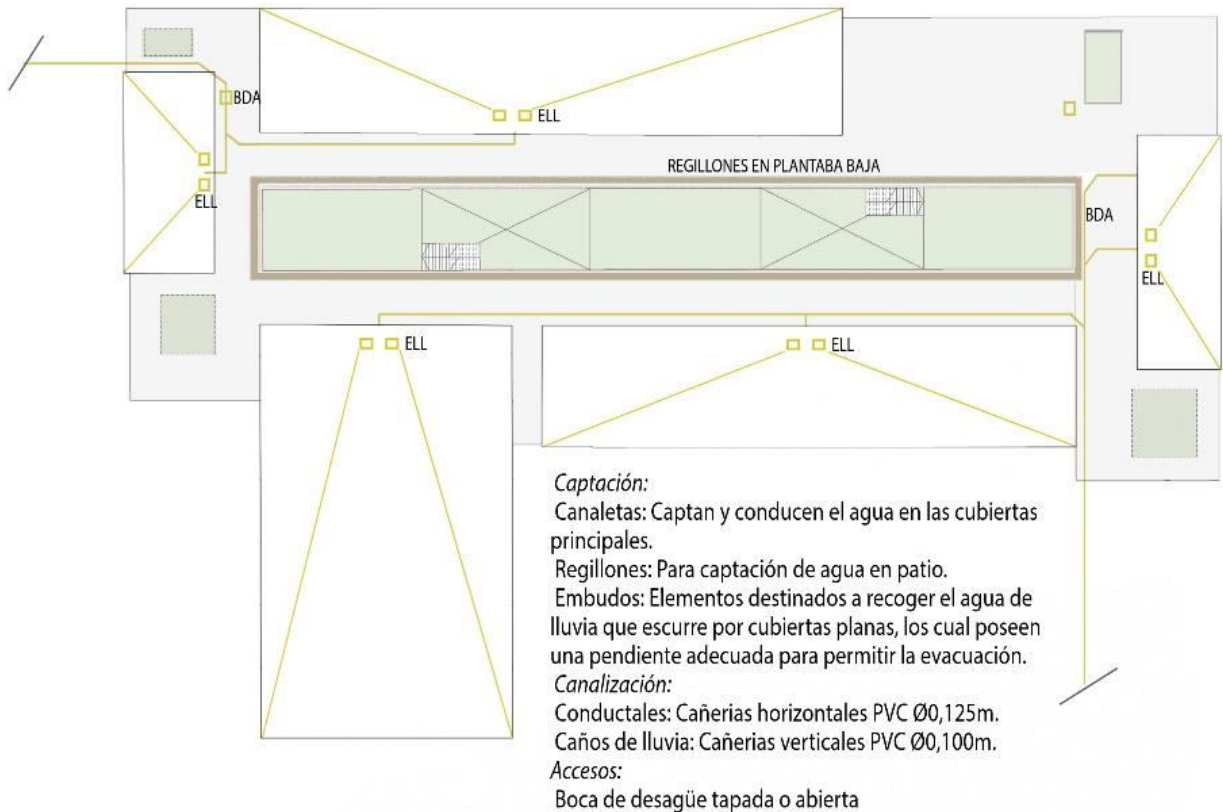 BDA
ELL
ELL
REGILLONES EN PLANTABA BAJA
BDA
ELL
ELL
ELL
Captación:
Canaletas: Captan y conducen el agua en las cubiertas
principales.
Regillones: Para captación de agua en patio.
Embudos: Elementos destinados a recoger el agua de
lluvia que escurre por cubiertas planas, los cual poseen
una pendiente adecuada para permitir la evacuación.
Canalización:
Conductales: Cañerias horizontales PVC Ø0,125m.
Caños de lluvia: Cañerias verticales PVC Ø0,100m.
Accesos:
Boca de desagüe tapada o abierta